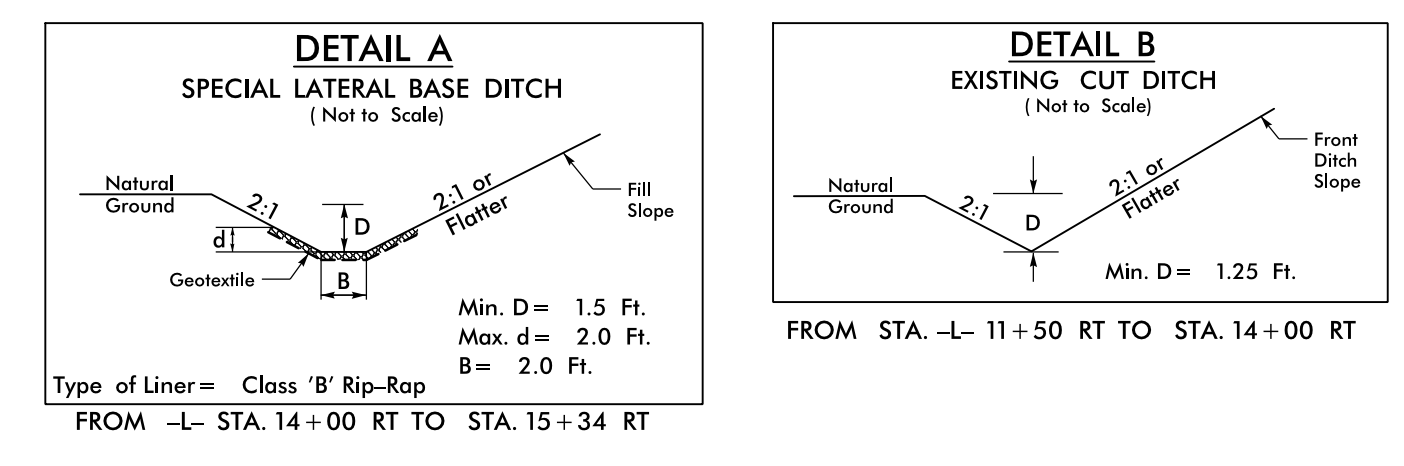 DETAIL A
SPECIAL LATERAL BASE DITCH
( Not to Scale)
Natural
Ground
2:1
D
2:1 or
Flatter
Fill
Slope
d
Geotextile
B
Min. D = 1.5 Ft.
Max. d = 2.0 Ft.
B = 2.0 Ft.
Type of Liner = Class 'B' Rip-Rap
FROM -L- STA. 14+00 RT TO STA. 15+34 RT
DETAIL B
EXISTING CUT DITCH
( Not to Scale)
Natural
Ground
2:1
D
2:1 or
Flatter
Front
Ditch
Slope
Min. D = 1.25 Ft.
FROM STA. -L- 11+50 RT TO STA. 14+00 RT